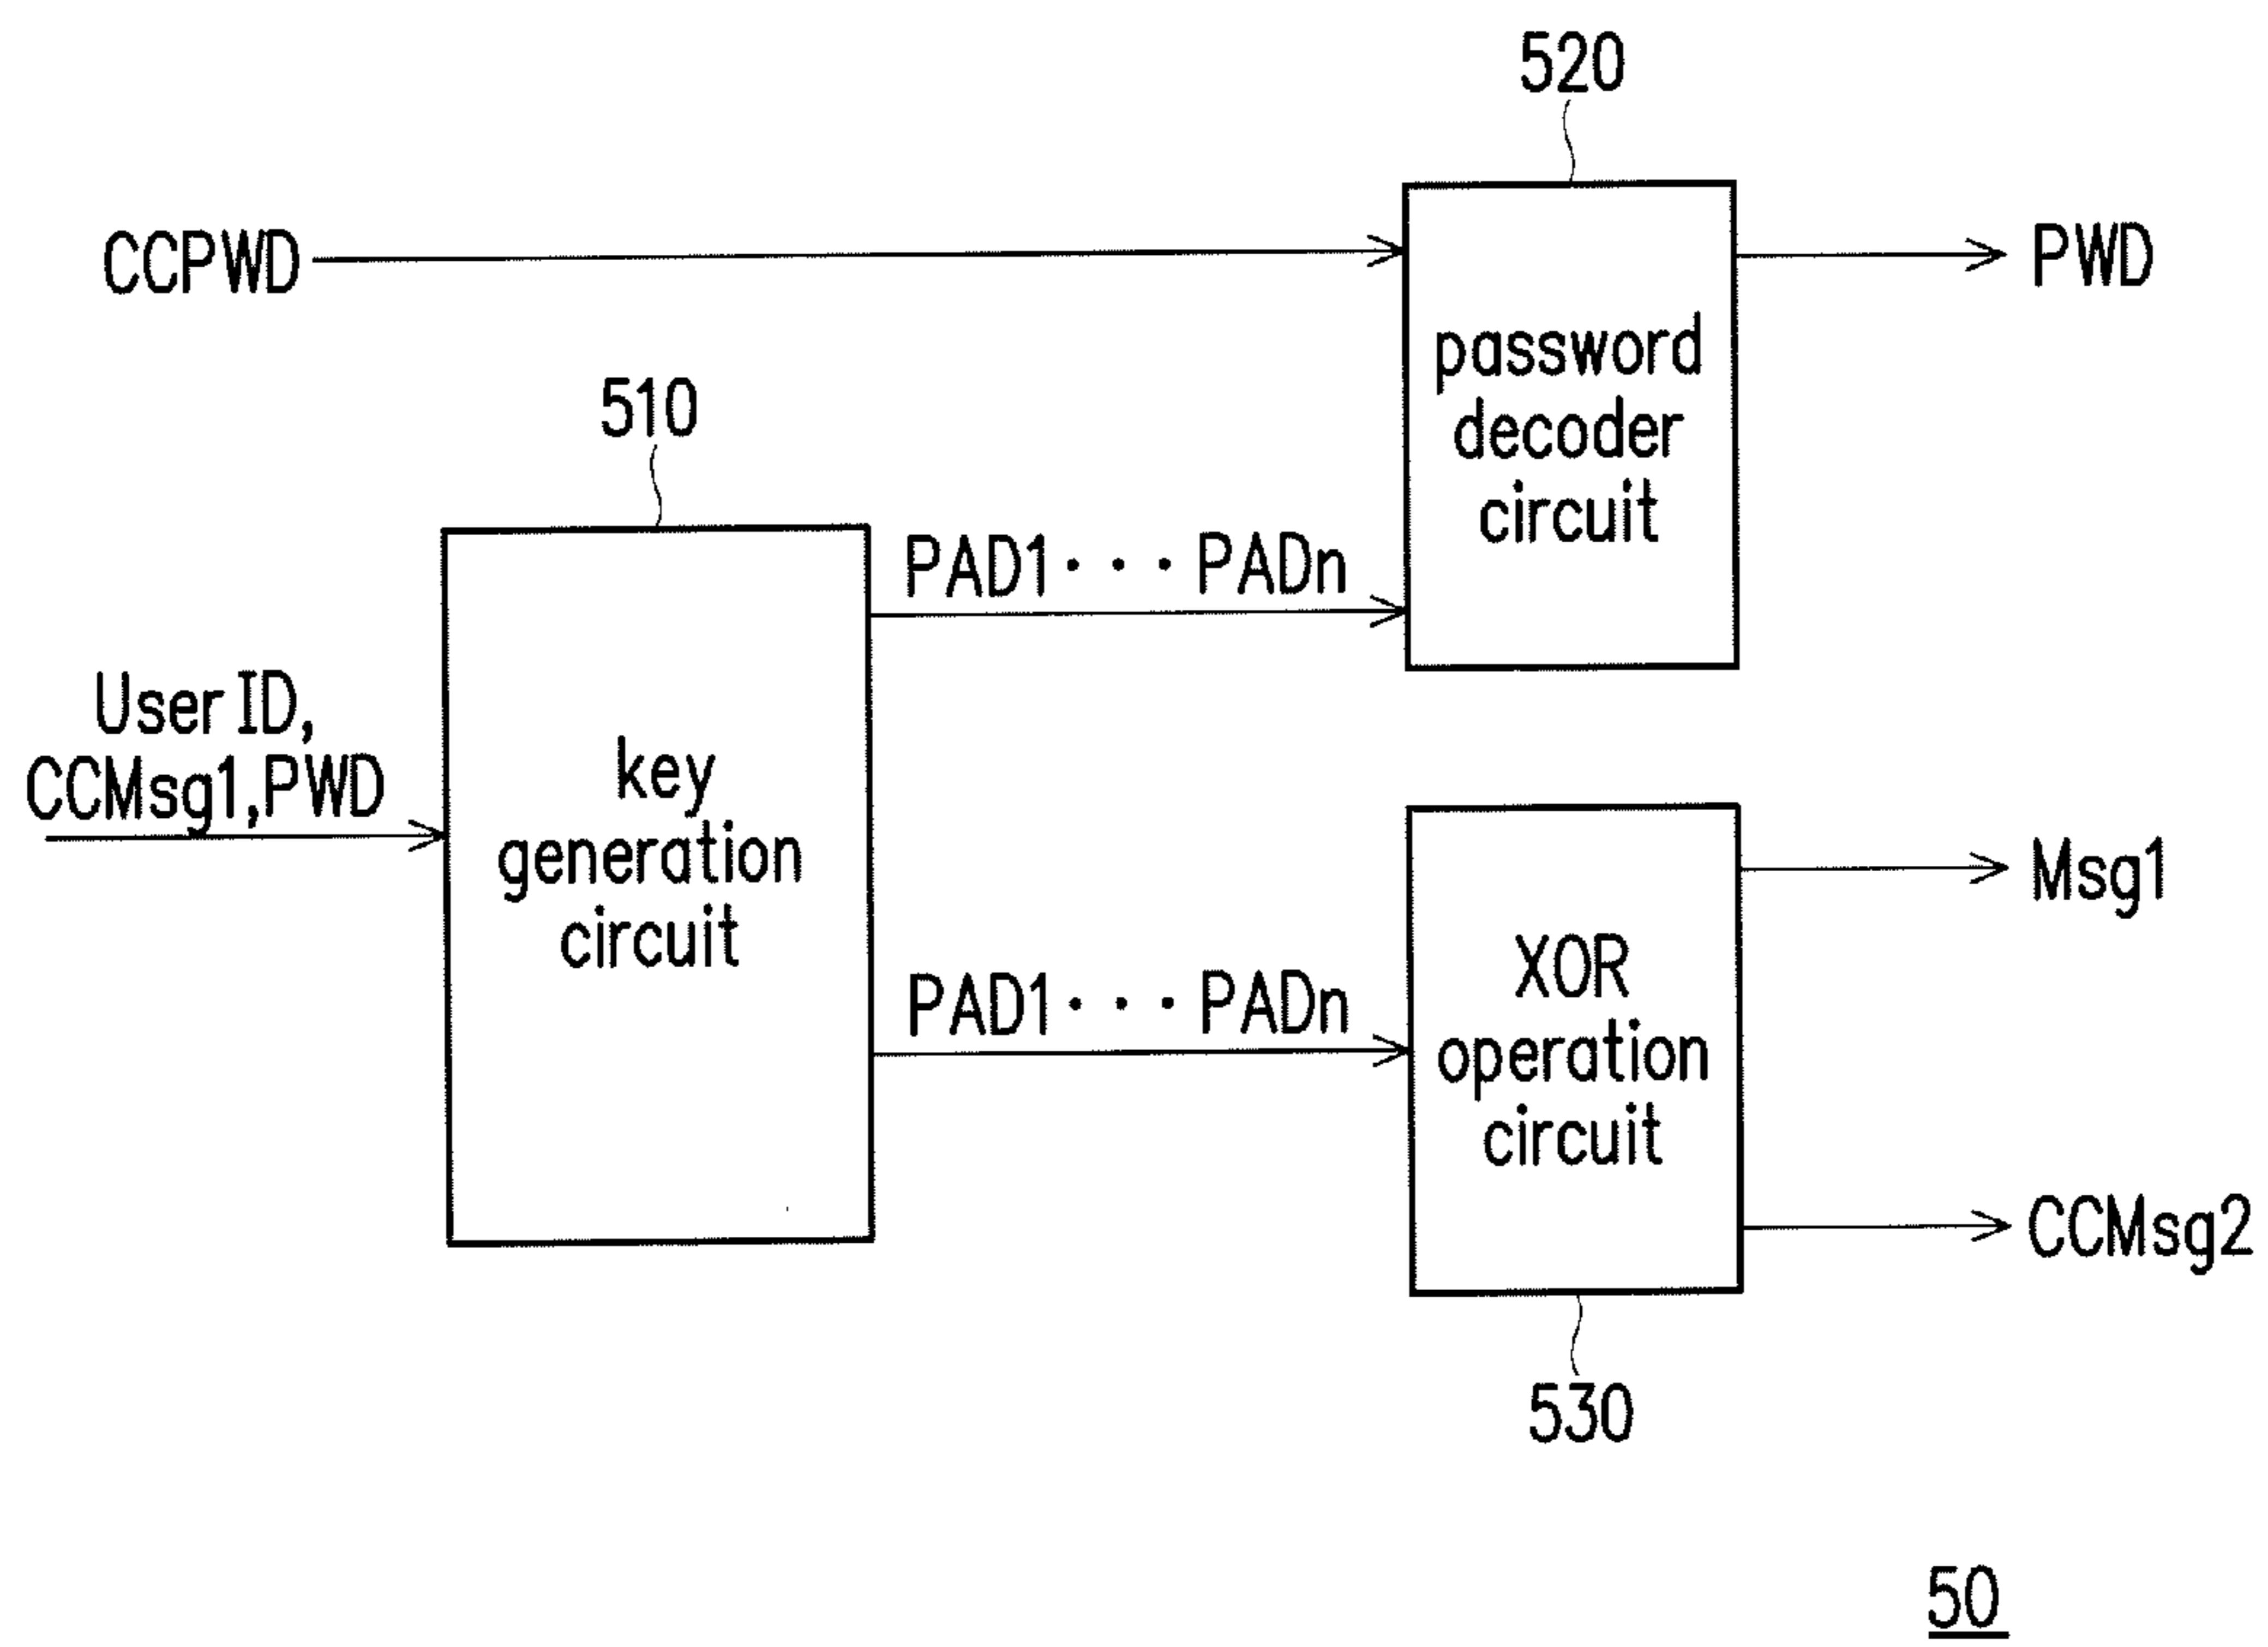 520
CCPWD
PWD
password
decoder
circuit
510
PAD1···PADn
User ID,
CCMsg1,PWD
key
generation
circuit
Msg1
XOR
operation
circuit
PAD1···PADn
CCMsg2
530
50